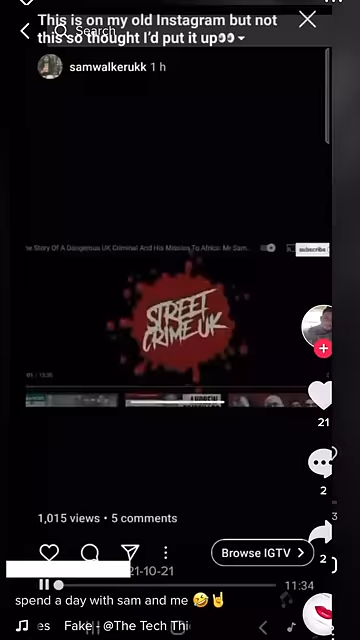 This is on my old Instagram but not
this so thought I'd put it up👀
Search
samwalkerukk 1 h
he Story Of A Dangerous UK Criminal And His Mission To Africa: Mr Sam...
subscribe
STREET
CRIME UK
1,015 views • 5 comments
21
2
3
2
Browse IGTV
21-10-21
11:34
spend a day with sam and me 🤣🤘
es Fake - @The Tech Thi